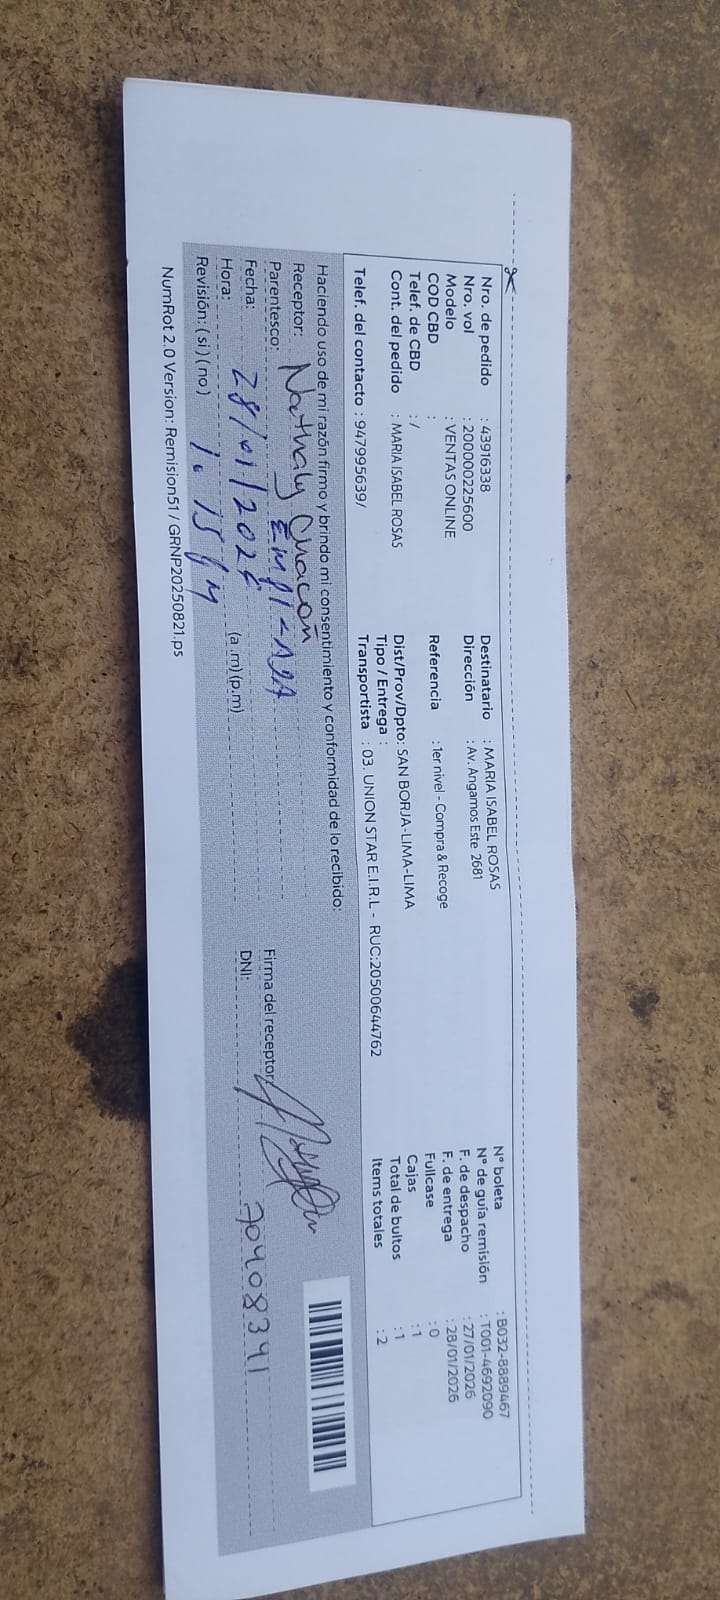 Nro. de pedido : 43916338
Nro. vol : 200000225600
Modelo : VENTAS ONLINE
COD CBD :
Telef. de CBD : /
Cont. del pedido : MARIA ISABEL ROSAS
Telef. del contacto : 947995639/
Destinatario : MARIA ISABEL ROSAS
Dirección : Av. Angamos Este 2681
Referencia : 1er nivel - Compra & Recoge
Dist/Prov/Dpto: SAN BORJA-LIMA-LIMA
Tipo / Entrega :
Transportista : 03. UNION STAR E.I.R.L - RUC:20500644762
N° boleta : B032-8889467
N° de guía remisión : T001-4692090
F. de despacho : 27/01/2026
F. de entrega : 28/01/2026
Fullcase : 0
Cajas : 1
Total de bultos : 1
Items totales : 2
Haciendo uso de mi razón firmo y brindo mi consentimiento y conformidad de lo recibido:
Receptor: Nathaly Chacón
Parentesco:
Fecha: 28/01/2026
Hora: (a.m)(p.m)
Revisión: (si)(no)
Firma del receptor:
DNI: 70408391
NumRot 2.0 Version: Remision51 / GRNP20250821.ps